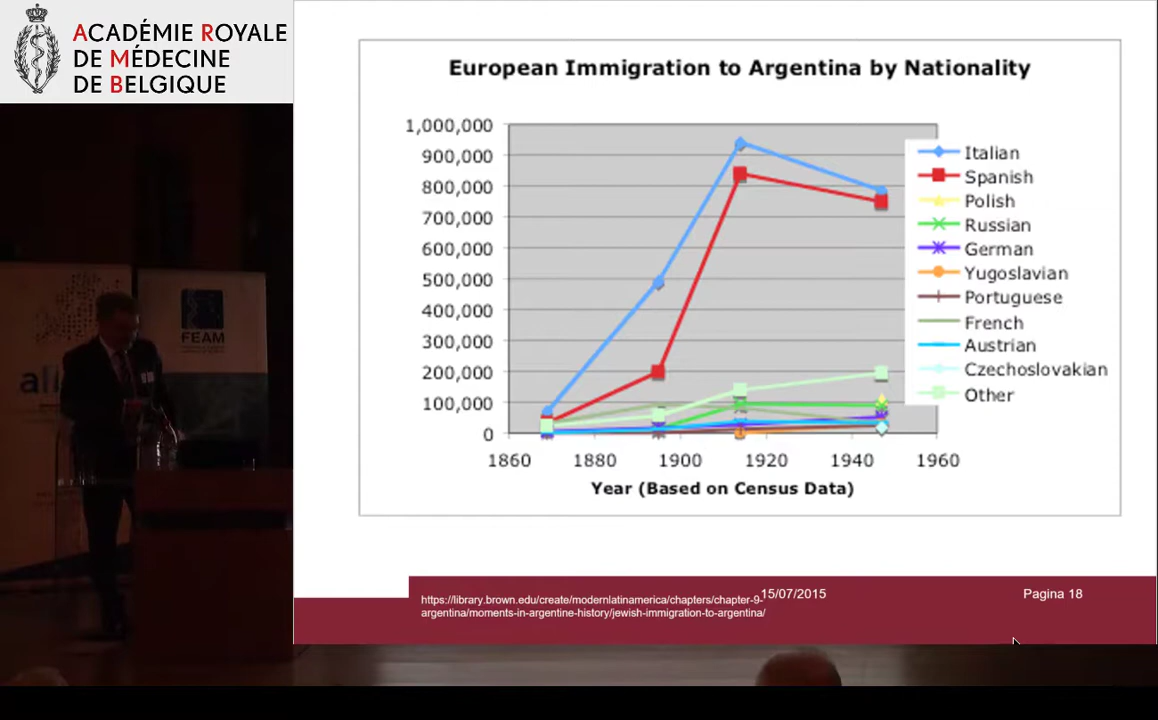 ACADÉMIE ROYALE
DE MÉDECINE
DE BELGIQUE
European Immigration to Argentina by Nationality
1,000,000
900,000
800,000
700,000
600,000
500,000
400,000
300,000
200,000
100,000
0
1860 1880 1900 1920 1940 1960
Year (Based on Census Data)
Italian
Spanish
Polish
Russian
German
Yugoslavian
Portuguese
French
Austrian
Czechoslovakian
Other
FEAM
https://library.brown.edu/create/modernlatinamerica/chapters/chapter-9-
argentina/moments-in-argentine-history/jewish-immigration-to-argentina/
15/07/2015
Pagina 18